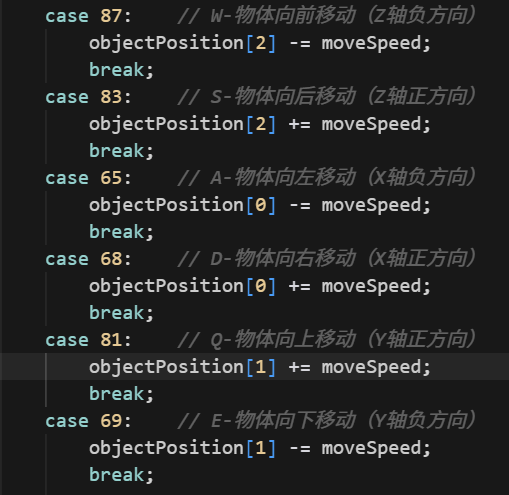 case 87:    // W-物体向前移动（Z轴负方向）
    objectPosition[2] -= moveSpeed;
    break;
case 83:    // S-物体向后移动（Z轴正方向）
    objectPosition[2] += moveSpeed;
    break;
case 65:    // A-物体向左移动（X轴负方向）
    objectPosition[0] -= moveSpeed;
    break;
case 68:    // D-物体向右移动（X轴正方向）
    objectPosition[0] += moveSpeed;
    break;
case 81:    // Q-物体向上移动（Y轴正方向）
    objectPosition[1] += moveSpeed;
    break;
case 69:    // E-物体向下移动（Y轴负方向）
    objectPosition[1] -= moveSpeed;
    break;